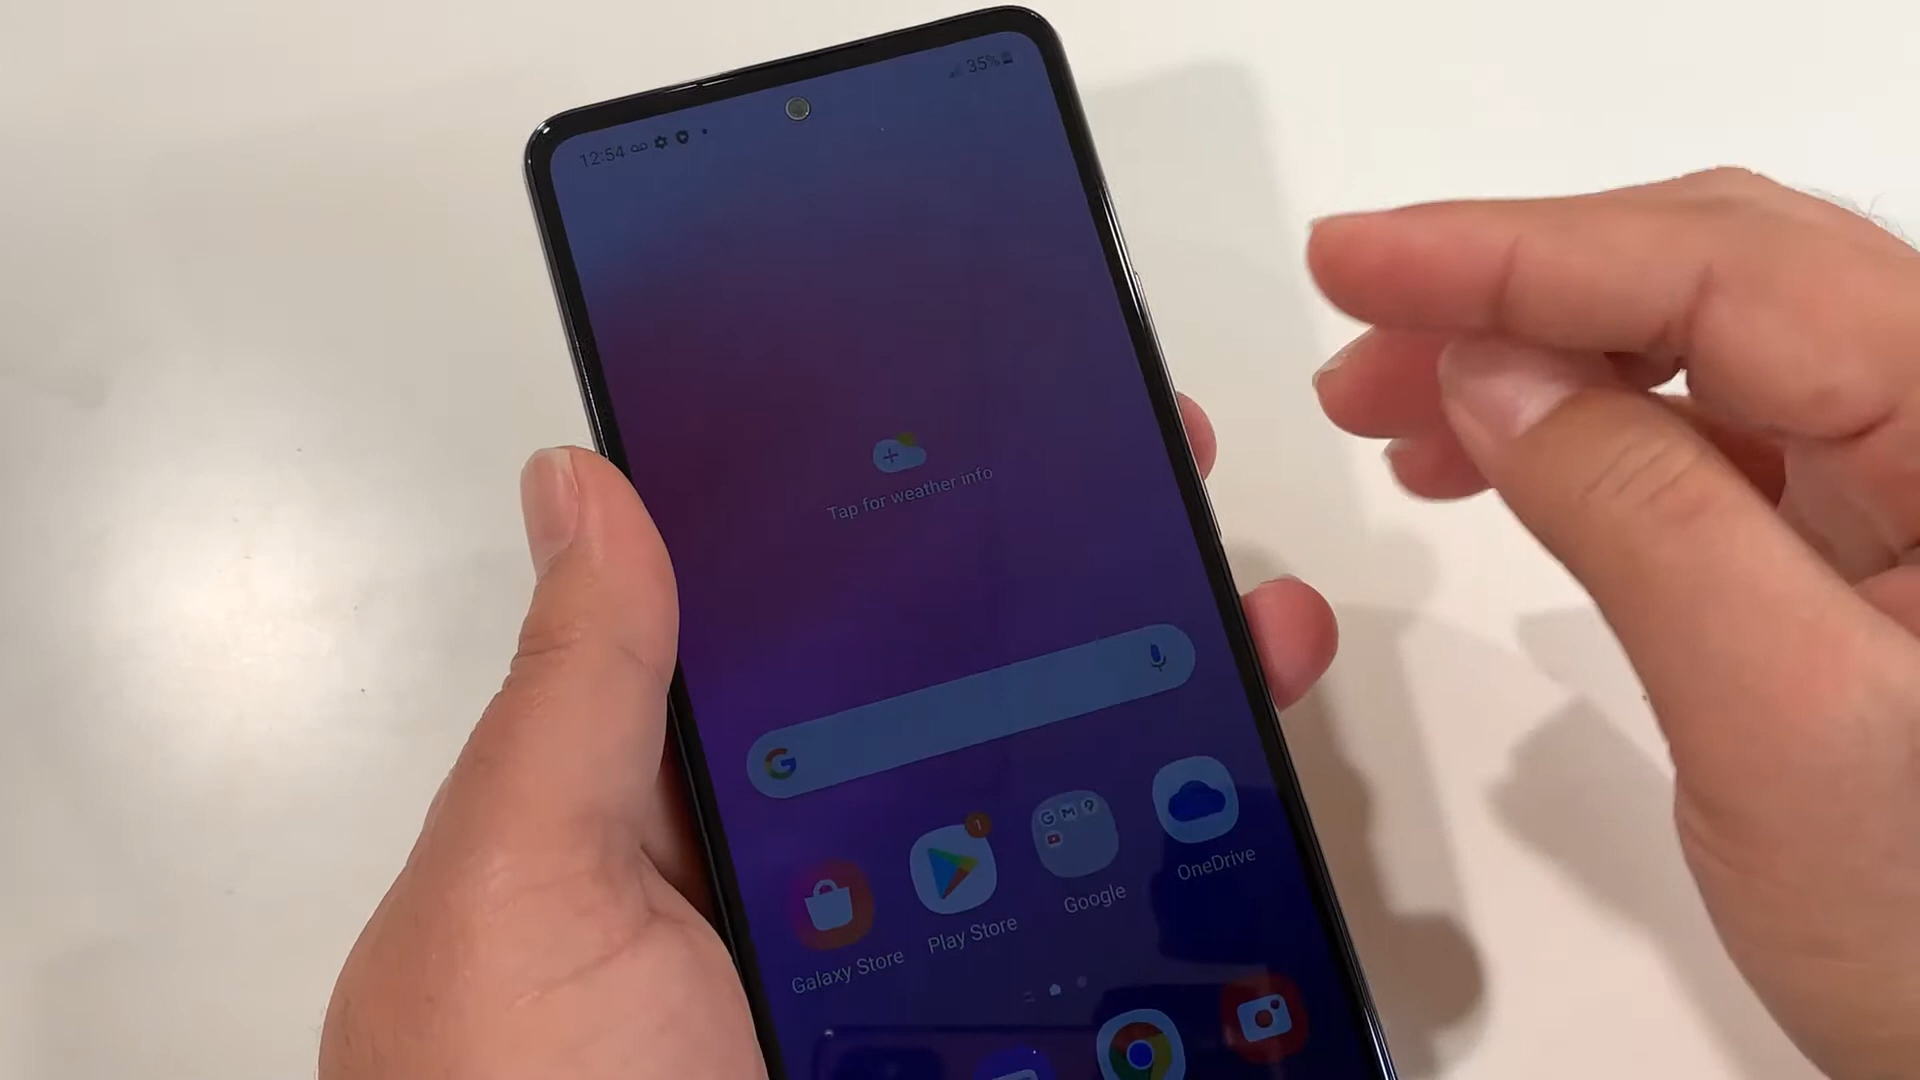 12:54
35%
Tap for weather info
G
1
G
Galaxy Store
Play Store
Google
OneDrive